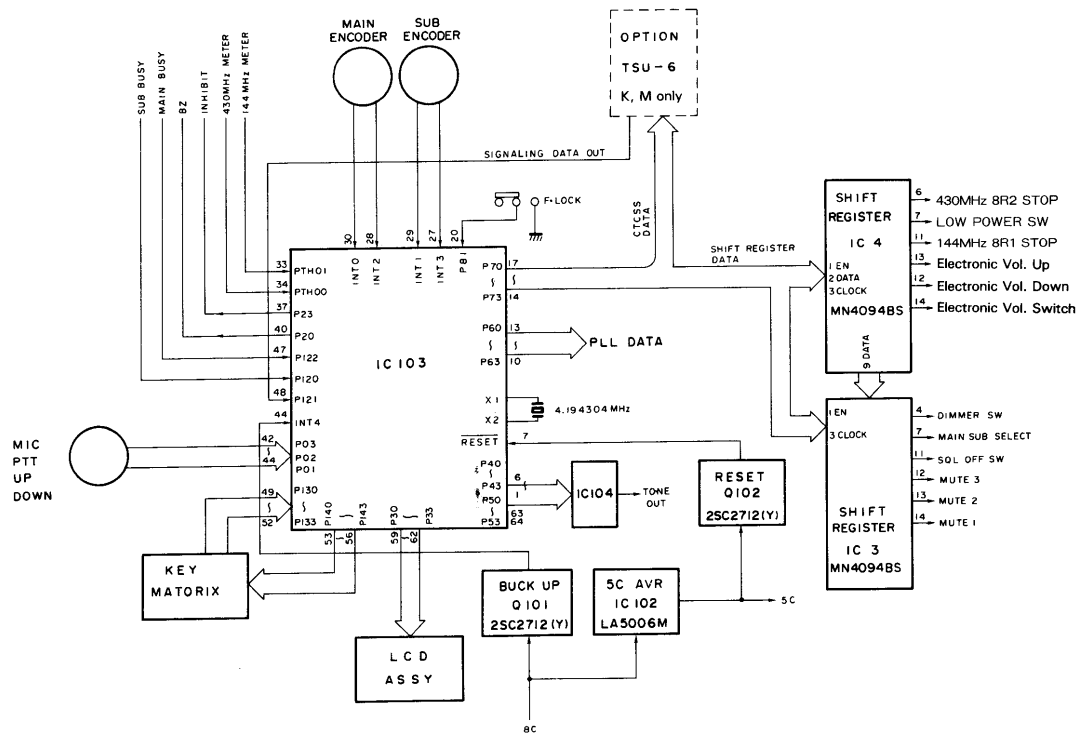 MAIN
ENCODER
SUB
ENCODER
OPTION
TSU-6
K, M only
SUB BUSY
MAIN BUSY
BZ
INHIBIT
430MHz METER
144MHz METER
SIGNALING DATA OUT
F·LOCK
CTCSS
DATA
SHIFT REGISTER
DATA
30
28
29
27
20
INT0
INT2
INT1
INT3
P81
33
PTH01
34
PTH00
37
P23
40
P20
47
P122
P120
48
P121
44
INT4
42
P03
P02
44
P01
49
P130
52
P133
IC103
P70
17
P73
14
P60
13
P63
10
PLL DATA
X1
X2
4.194304MHz
RESET
7
P40
P43
6
P50
1
P53
63
64
IC104
TONE
OUT
P140
P143
P30
P33
53
56
59
62
MIC
PTT
UP
DOWN
KEY
MATORIX
LCD
ASSY
BUCK UP
Q101
2SC2712(Y)
5C AVR
IC102
LA5006M
RESET
Q102
2SC2712(Y)
5C
8C
SHIFT
REGISTER
IC 4
1 EN
2 DATA
3 CLOCK
MN4094BS
9 DATA
6
430MHz 8R2 STOP
7
LOW POWER SW
11
144MHz 8R1 STOP
13
Electronic Vol. Up
12
Electronic Vol. Down
14
Electronic Vol. Switch
1 EN
3 CLOCK
SHIFT
REGISTER
IC 3
MN4094BS
4
DIMMER SW
7
MAIN SUB SELECT
11
SQL OFF SW
12
MUTE 3
13
MUTE 2
14
MUTE 1